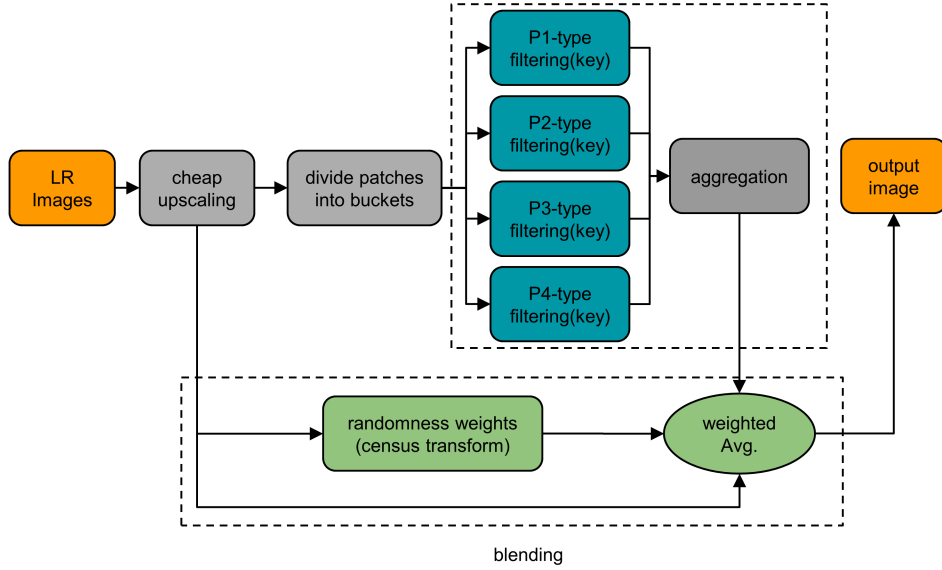 LR
Images
cheap
upscaling
divide patches
into buckets
P1-type
filtering(key)
P2-type
filtering(key)
P3-type
filtering(key)
P4-type
filtering(key)
aggregation
output
image
randomness weights
(census transform)
weighted
Avg.
blending